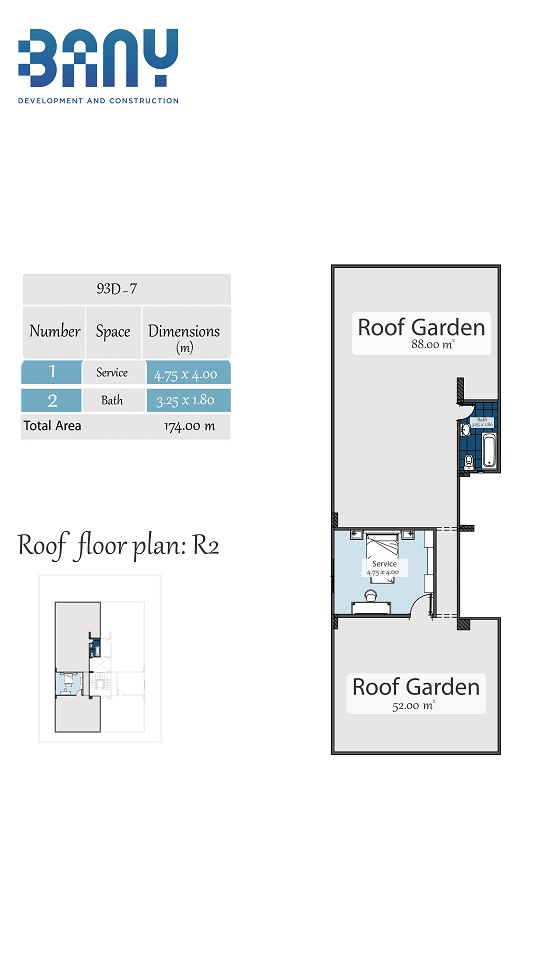 BANY
DEVELOPMENT AND CONSTRUCTION
93D-7
Number Space Dimensions
(m)
1 Service 4.75 x 4.00
2 Bath 3.25 x 1.80
Total Area 174.00 m
Roof floor plan: R2
Roof Garden
88.00 m²
Bath
3.25 x 1.80
Service
4.75 x 4.00
Roof Garden
52.00 m²